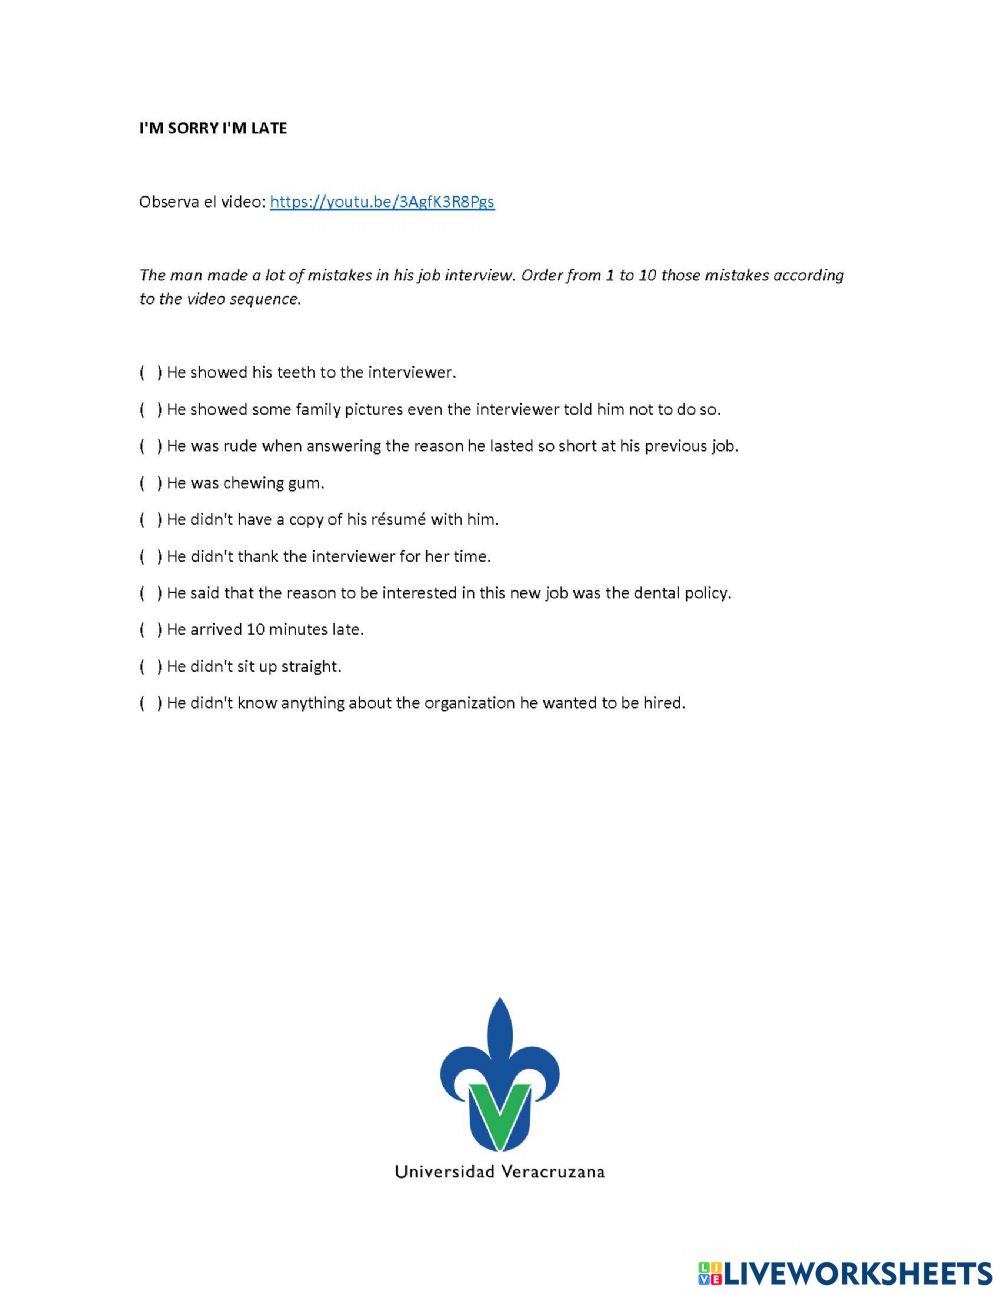 I'M SORRY I'M LATE
Observa el video: https://youtu.be/3AgfK3R8Pgs
The man made a lot of mistakes in his job interview. Order from 1 to 10 those mistakes according
to the video sequence.
( ) He showed his teeth to the interviewer.
( ) He showed some family pictures even the interviewer told him not to do so.
( ) He was rude when answering the reason he lasted so short at his previous job.
( ) He was chewing gum.
( ) He didn't have a copy of his résumé with him.
( ) He didn't thank the interviewer for her time.
( ) He said that the reason to be interested in this new job was the dental policy.
( ) He arrived 10 minutes late.
( ) He didn't sit up straight.
( ) He didn't know anything about the organization he wanted to be hired.
V
Universidad Veracruzana
LIVE LIVEWORKSHEETS